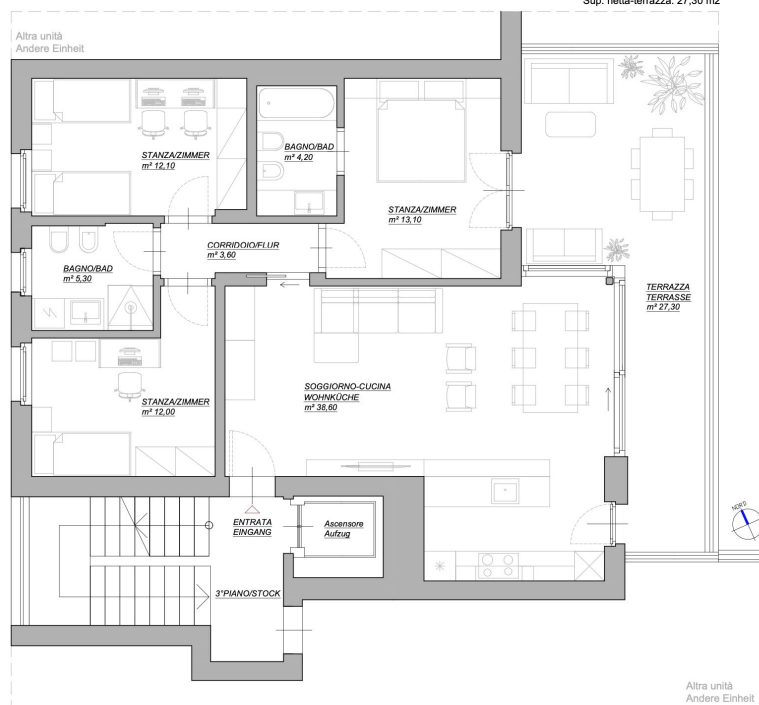 Sup. netta-terrazza: 27,30 m2
Altra unità
Andere Einheit
STANZA/ZIMMER
m² 12,10
BAGNO/BAD
m² 4,20
STANZA/ZIMMER
m² 13,10
CORRIDOIO/FLUR
m² 3,60
BAGNO/BAD
m² 5,30
TERRAZZA
TERRASSE
m² 27,30
SOGGIORNO-CUCINA
WOHNKÜCHE
m² 38,60
STANZA/ZIMMER
m² 12,00
NORD
ENTRATA
EINGANG
Ascensore
Aufzug
3°PIANO/STOCK
Altra unità
Andere Einheit